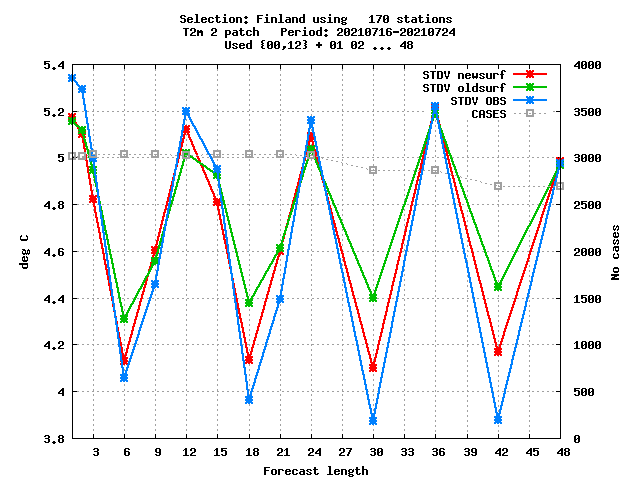 Selection: Finland using   170 stations
T2m 2 patch   Period: 20210716-20210724
Used {00,12} + 01 02 ... 48
STDV newsurf
STDV oldsurf
STDV OBS
CASES
5.4
5.2
5
4.8
4.6
4.4
4.2
4
3.8
deg C
4000
3500
3000
2500
2000
1500
1000
500
0
No cases
3 6 9 12 15 18 21 24 27 30 33 36 39 42 45 48
Forecast length